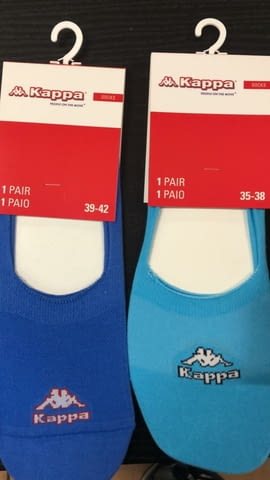 Kappa
SOCKS
PEOPLE ON THE MOVE
1 PAIR
1 PAIO
39-42
Kappa
Kappa
SOCKS
PEOPLE ON THE MOVE
1 PAIR
1 PAIO
35-38
Kappa